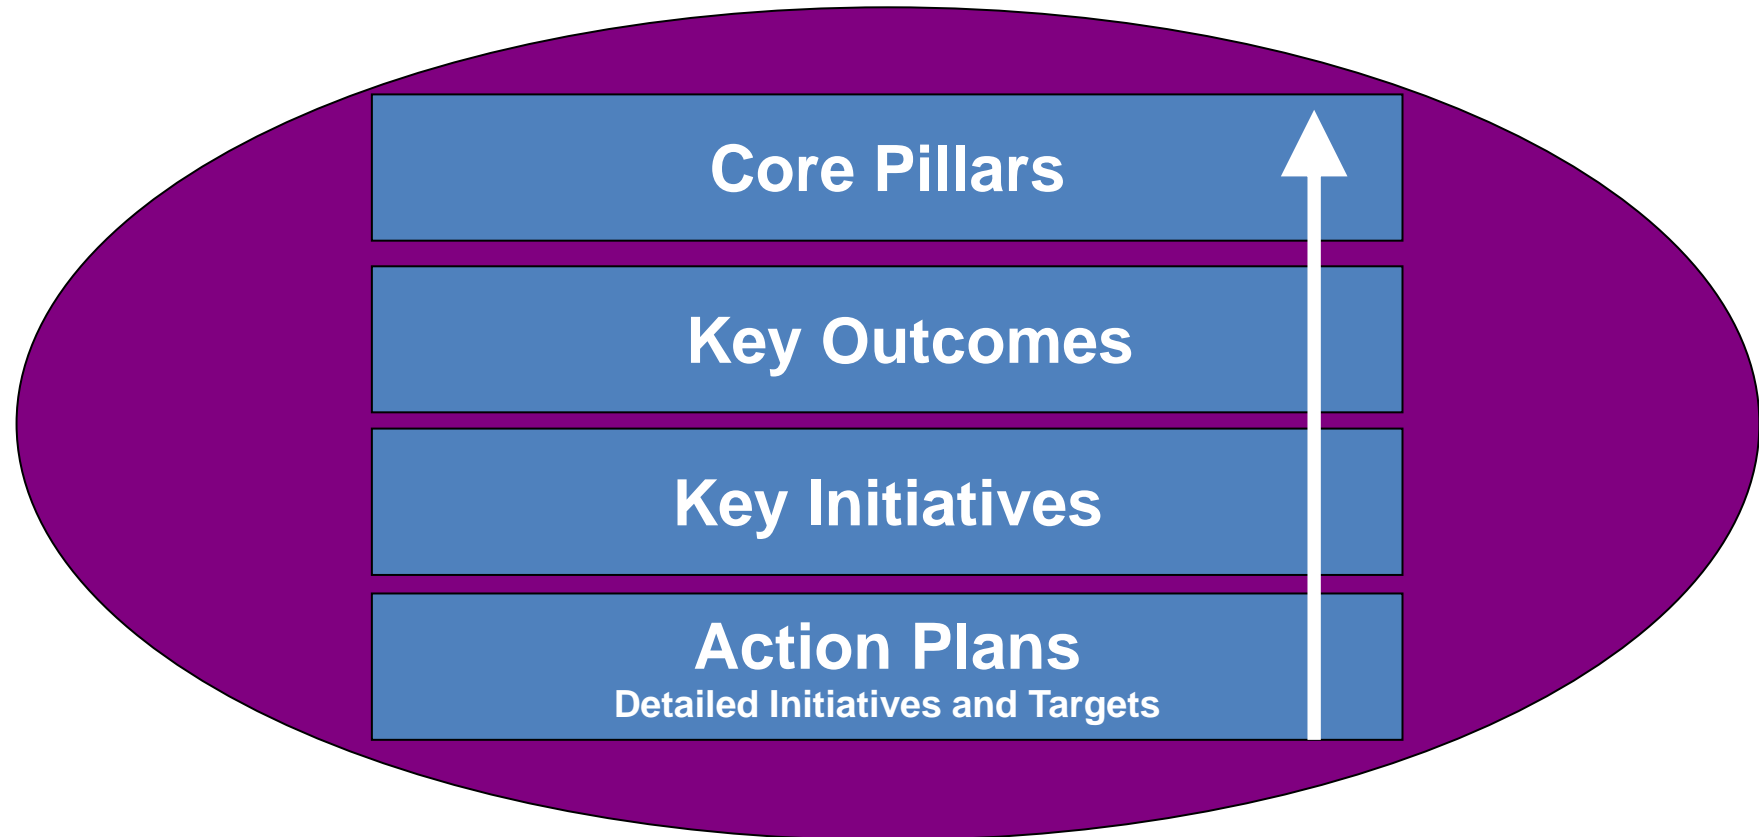 Core Pillars
Key Outcomes
Key Initiatives
Action Plans
Detailed Initiatives and Targets